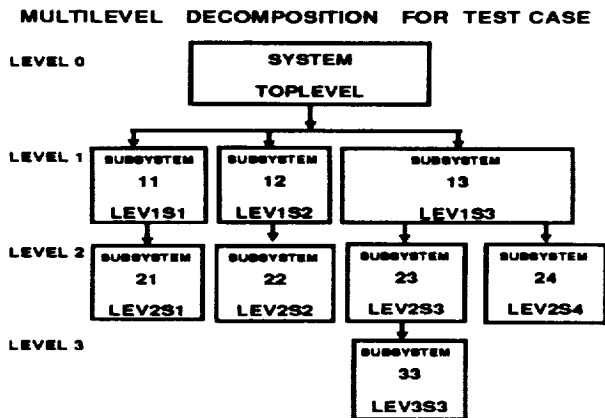 MULTILEVEL DECOMPOSITION FOR TEST CASE
LEVEL 0
SYSTEM
TOPLEVEL
LEVEL 1
SUBSYSTEM
11
LEV1S1
SUBSYSTEM
12
LEV1S2
SUBSYSTEM
13
LEV1S3
LEVEL 2
SUBSYSTEM
21
LEV2S1
SUBSYSTEM
22
LEV2S2
SUBSYSTEM
23
LEV2S3
SUBSYSTEM
24
LEV2S4
LEVEL 3
SUBSYSTEM
33
LEV3S3